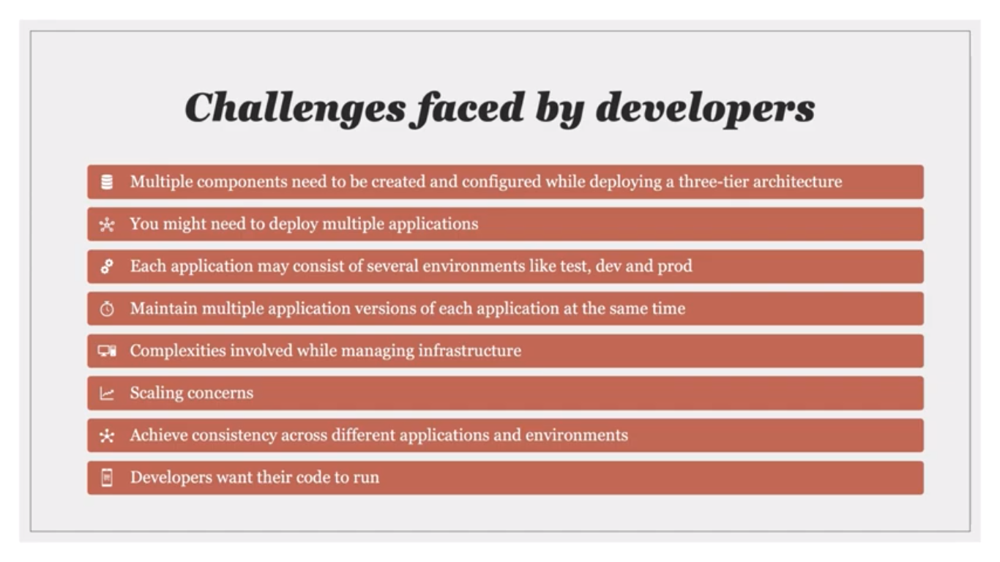 Challenges faced by developers
Multiple components need to be created and configured while deploying a three-tier architecture
You might need to deploy multiple applications
Each application may consist of several environments like test, dev and prod
Maintain multiple application versions of each application at the same time
Complexities involved while managing infrastructure
Scaling concerns
Achieve consistency across different applications and environments
Developers want their code to run